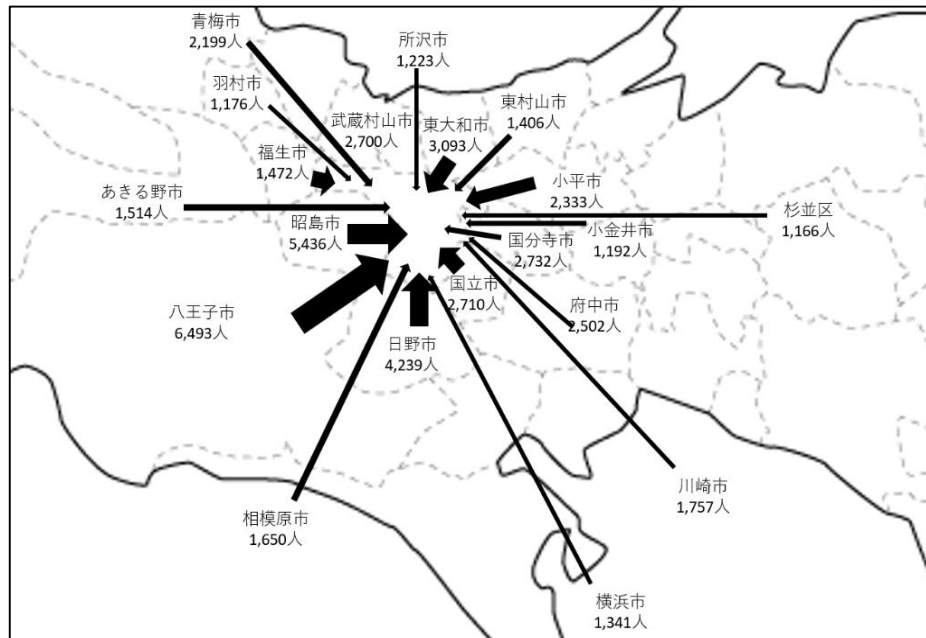 青梅市
2,199人
所沢市
1,223人
羽村市
1,176人
武蔵村山市
2,700人
東大和市
3,093人
東村山市
1,406人
福生市
1,472人
あきる野市
1,514人
昭島市
5,436人
小平市
2,333人
杉並区
1,166人
小金井市
1,192人
国分寺市
2,732人
国立市
2,710人
府中市
2,502人
八王子市
6,493人
日野市
4,239人
川崎市
1,757人
相模原市
1,650人
横浜市
1,341人